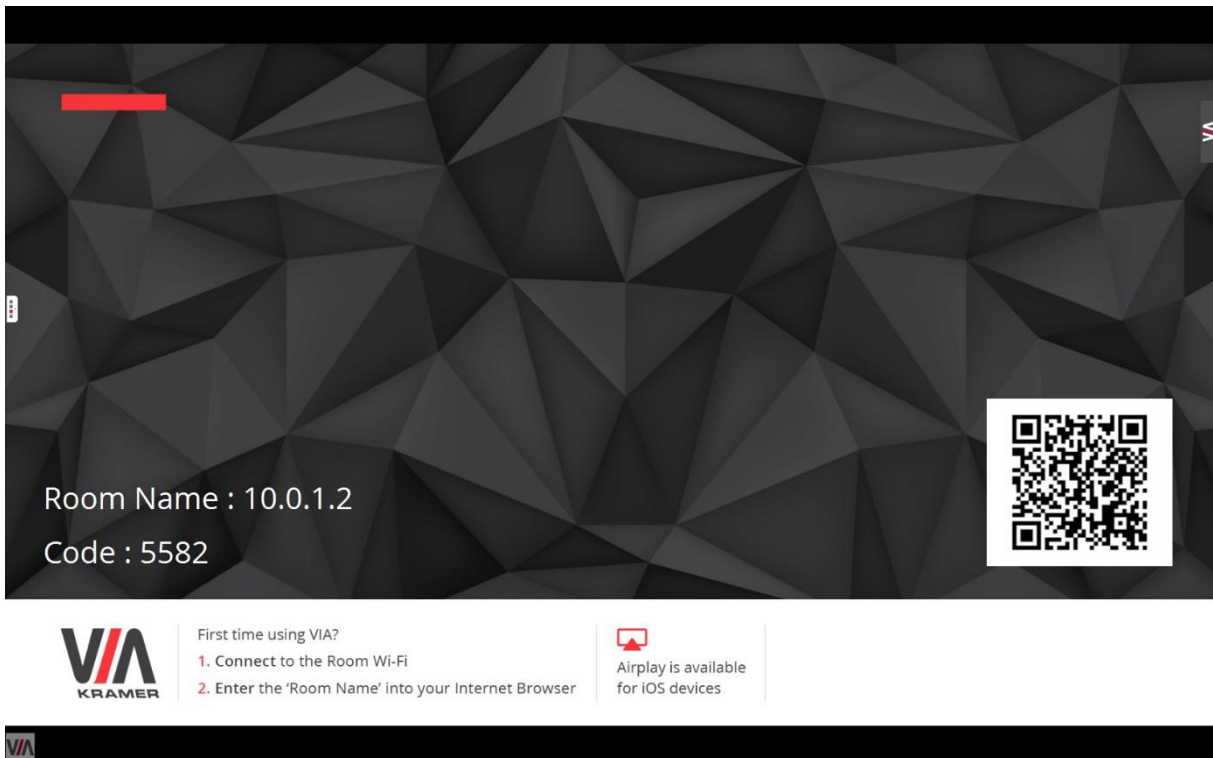 Room Name : 10.0.1.2
Code : 5582
VIA
KRAMER
First time using VIA?
1. Connect to the Room Wi-Fi
2. Enter the 'Room Name' into your Internet Browser
Airplay is available
for iOS devices
VIA